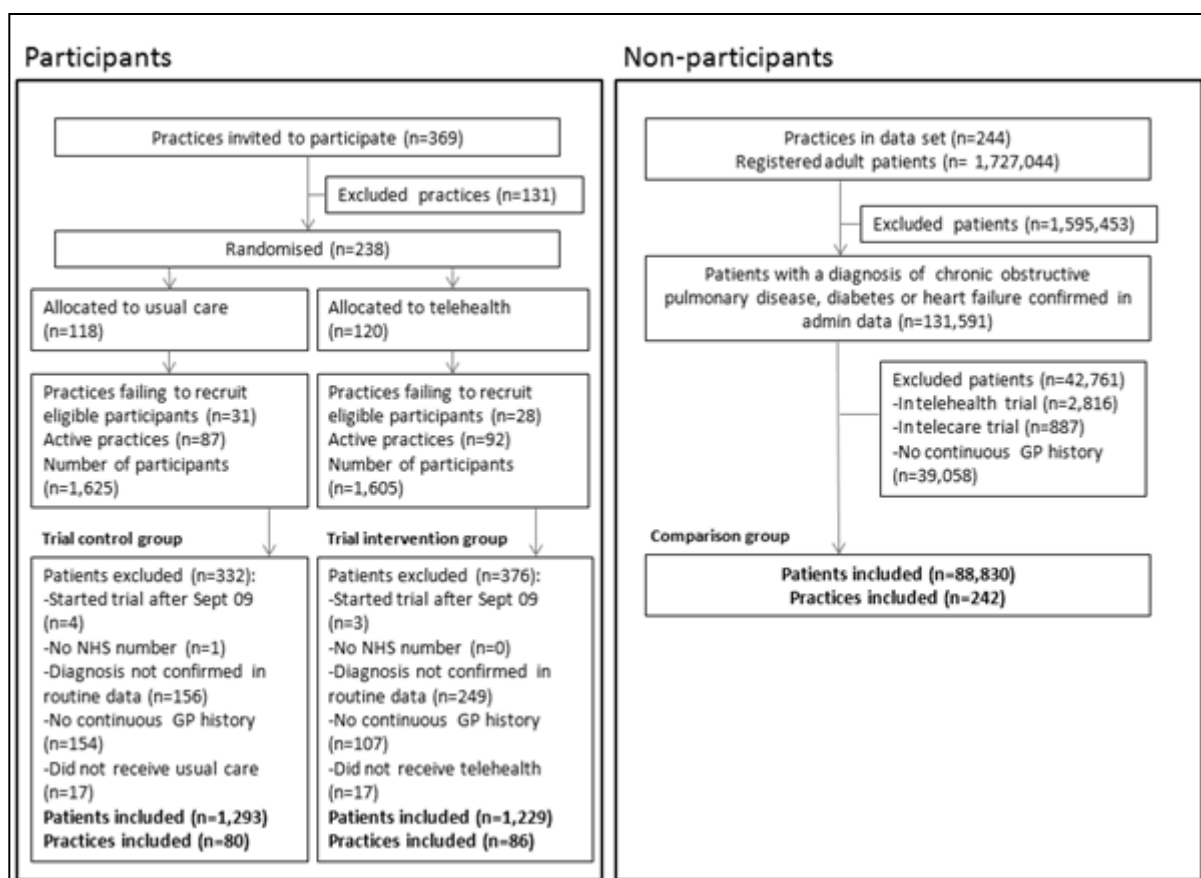 Participants
Practices invited to participate (n=369)
Excluded practices (n=131)
Randomised (n=238)
Allocated to usual care
(n=118)
Allocated to telehealth
(n=120)
Practices failing to recruit
eligible participants (n=31)
Active practices (n=87)
Number of participants
(n=1,625)
Practices failing to recruit
eligible participants (n=28)
Active practices (n=92)
Number of participants
(n=1,605)
Trial control group
Patients excluded (n=332):
-Started trial after Sept 09
(n=4)
-No NHS number (n=1)
-Diagnosis not confirmed in
routine data (n=156)
-No continuous GP history
(n=154)
-Did not receive usual care
(n=17)
Patients included (n=1,293)
Practices included (n=80)
Trial intervention group
Patients excluded (n=376):
-Started trial after Sept 09
(n=3)
-No NHS number (n=0)
-Diagnosis not confirmed in
routine data (n=249)
-No continuous GP history
(n=107)
-Did not receive telehealth
(n=17)
Patients included (n=1,229)
Practices included (n=86)
Non-participants
Practices in data set (n=244)
Registered adult patients (n= 1,727,044)
Excluded patients (n=1,595,453)
Patients with a diagnosis of chronic obstructive
pulmonary disease, diabetes or heart failure confirmed in
admin data (n=131,591)
Excluded patients (n=42,761)
-In telehealth trial (n=2,816)
-In telecare trial (n=887)
-No continuous GP history
(n=39,058)
Comparison group
Patients included (n=88,830)
Practices included (n=242)